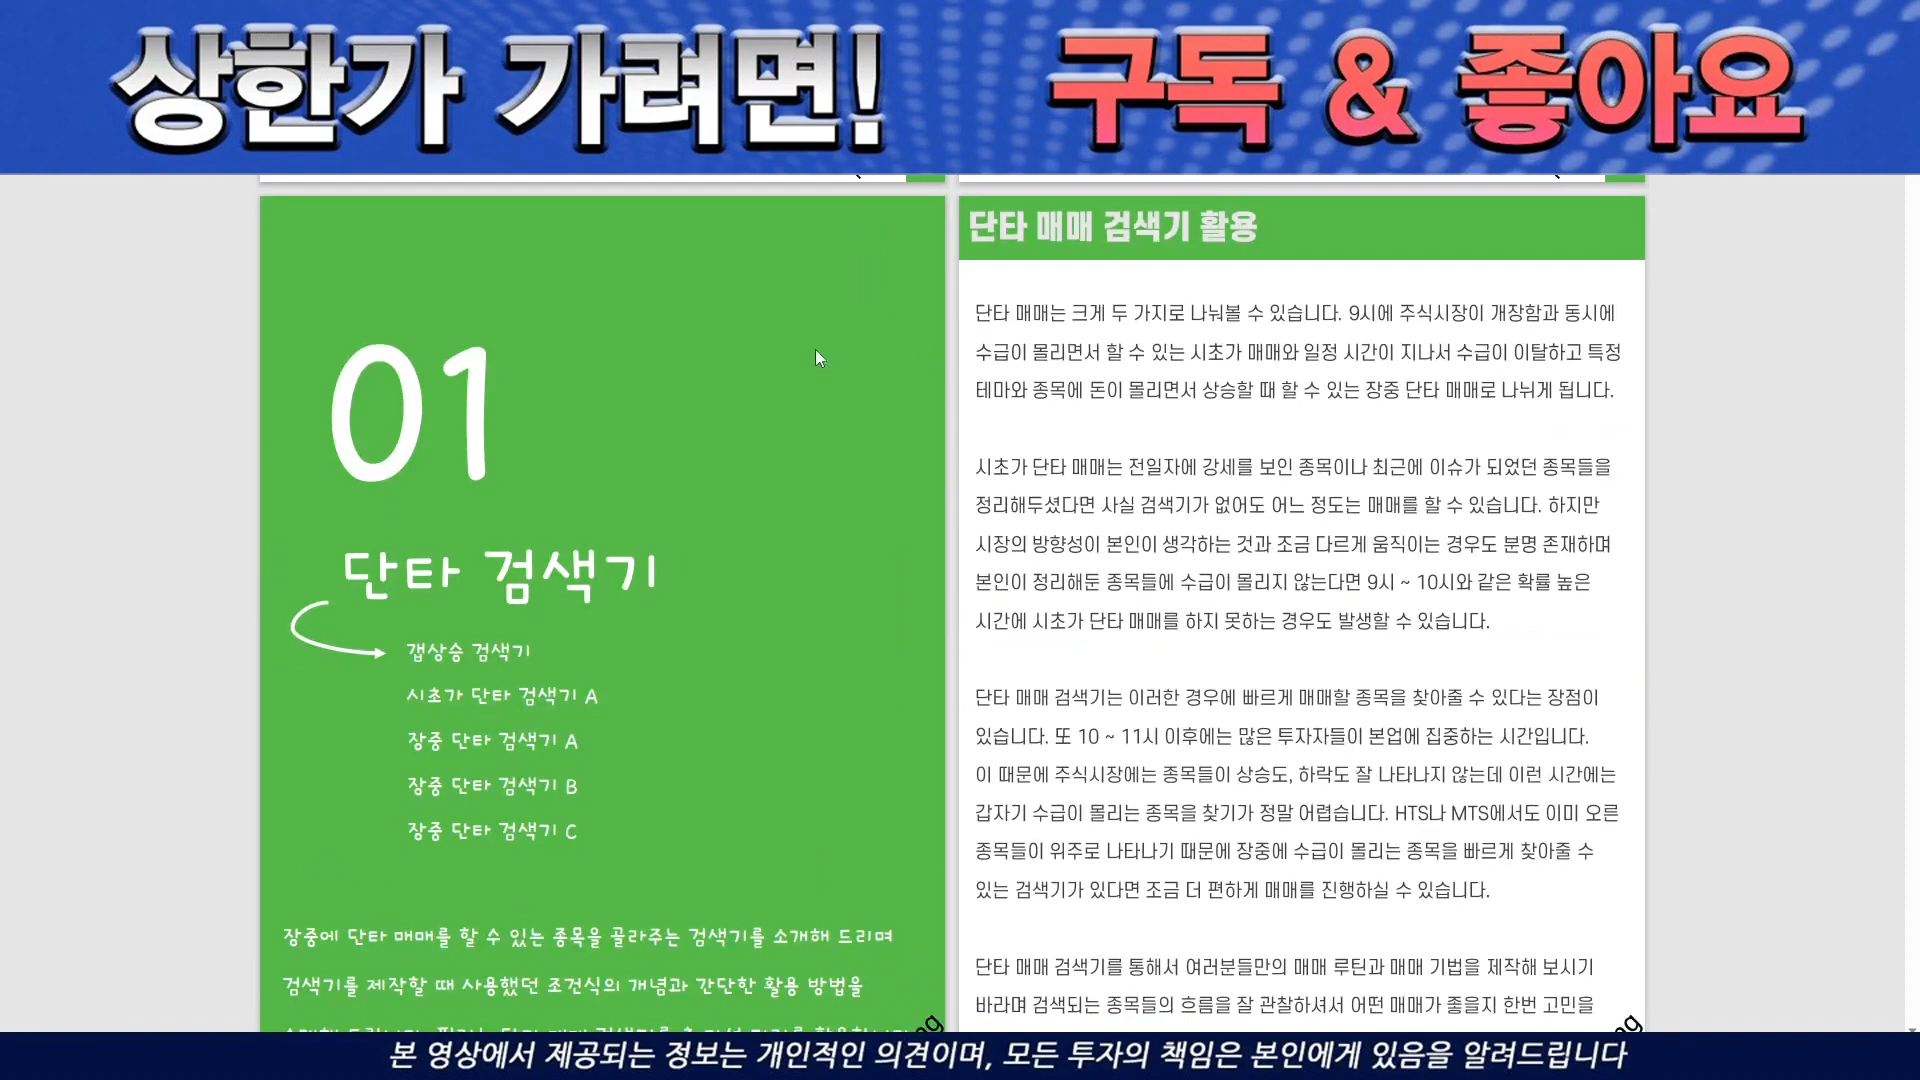 상한가 가려면! 구독 & 좋아요
01
단타 검색기
갭상승 검색기
시초가 단타 검색기 A
장중 단타 검색기 A
장중 단타 검색기 B
장중 단타 검색기 C
장중에 단타 매매를 할 수 있는 종목을 골라주는 검색기를 소개해 드리며
검색기를 제작할 때 사용했던 조건식의 개념과 간단한 활용 방법을
단타 매매 검색기 활용
단타 매매는 크게 두 가지로 나눠볼 수 있습니다. 9시에 주식시장이 개장함과 동시에
수급이 몰리면서 할 수 있는 시초가 매매와 일정 시간이 지나서 수급이 이탈하고 특정
테마와 종목에 돈이 몰리면서 상승할 때 할 수 있는 장중 단타 매매로 나뉘게 됩니다.
시초가 단타 매매는 전일자에 강세를 보인 종목이나 최근에 이슈가 되었던 종목들을
정리해두셨다면 사실 검색기가 없어도 어느 정도는 매매를 할 수 있습니다. 하지만
시장의 방향성이 본인이 생각하는 것과 조금 다르게 움직이는 경우도 분명 존재하며
본인이 정리해둔 종목들에 수급이 몰리지 않는다면 9시 ~ 10시와 같은 확률 높은
시간에 시초가 단타 매매를 하지 못하는 경우도 발생할 수 있습니다.
단타 매매 검색기는 이러한 경우에 빠르게 매매할 종목을 찾아줄 수 있다는 장점이
있습니다. 또 10 ~ 11시 이후에는 많은 투자자들이 본업에 집중하는 시간입니다.
이 때문에 주식시장에는 종목들이 상승도, 하락도 잘 나타나지 않는데 이런 시간에는
갑자기 수급이 몰리는 종목을 찾기가 정말 어렵습니다. HTS나 MTS에서도 이미 오른
종목들이 위주로 나타나기 때문에 장중에 수급이 몰리는 종목을 빠르게 찾아줄 수
있는 검색기가 있다면 조금 더 편하게 매매를 진행하실 수 있습니다.
단타 매매 검색기를 통해서 여러분들만의 매매 루틴과 매매 기법을 제작해 보시기
바라며 검색되는 종목들의 흐름을 잘 관찰하셔서 어떤 매매가 좋을지 한번 고민을
본 영상에서 제공되는 정보는 개인적인 의견이며, 모든 투자의 책임은 본인에게 있음을 알려드립니다